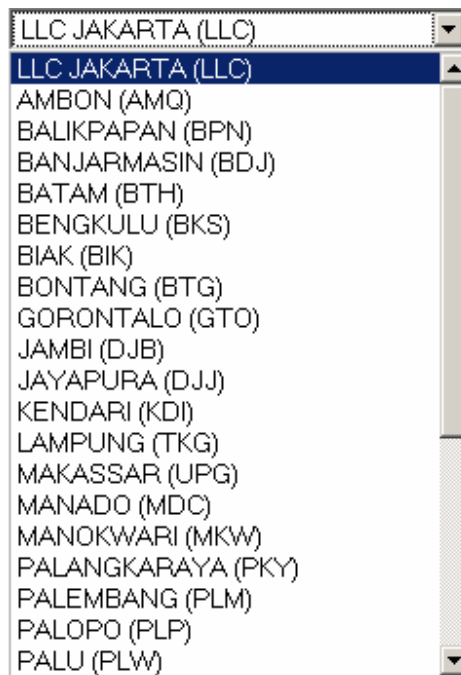 LLC JAKARTA (LLC)
LLC JAKARTA (LLC)
AMBON (AMQ)
BALIKPAPAN (BPN)
BANJARMASIN (BDJ)
BATAM (BTH)
BENGKULU (BKS)
BIAK (BIK)
BONTANG (BTG)
GORONTALO (GTO)
JAMBI (DJB)
JAYAPURA (DJJ)
KENDARI (KDI)
LAMPUNG (TKG)
MAKASSAR (UPG)
MANADO (MDC)
MANOKWARI (MKW)
PALANGKARAYA (PKY)
PALEMBANG (PLM)
PALOPO (PLP)
PALU (PLW)